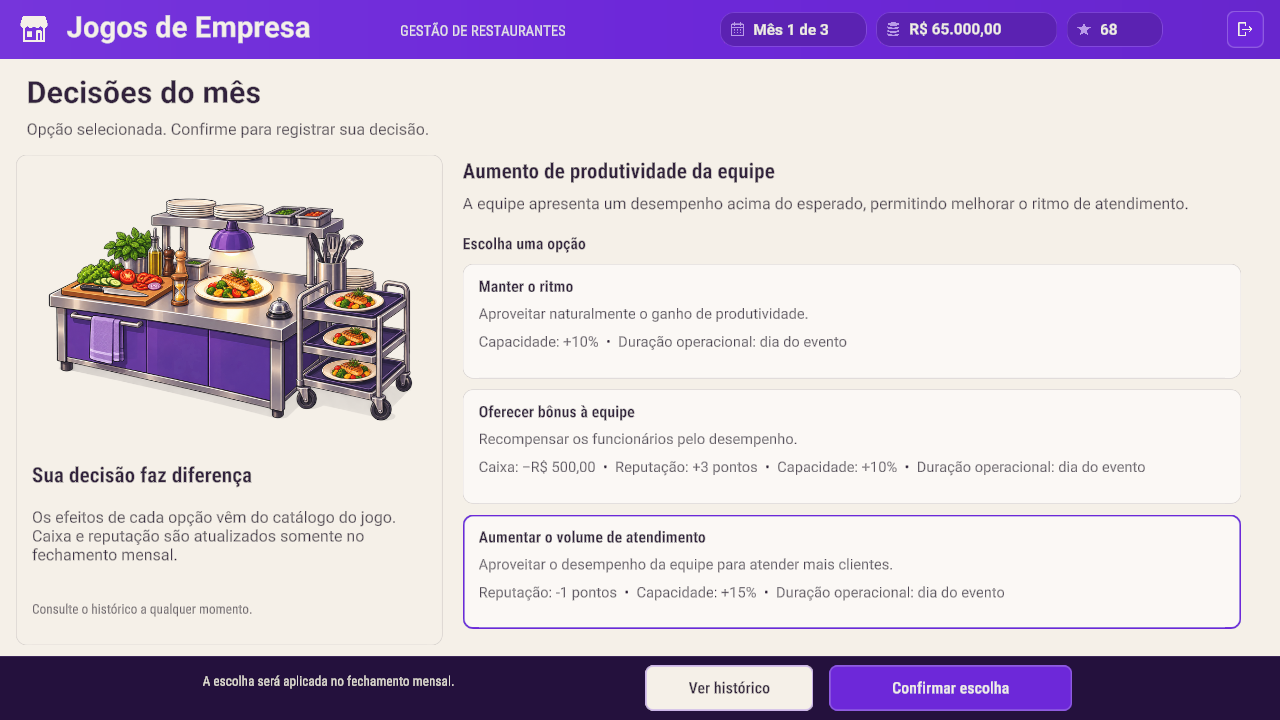 Jogos de Empresa
GESTÃO DE RESTAURANTES
Mês 1 de 3
R$ 65.000,00
68
Decisões do mês
Opção selecionada. Confirme para registrar sua decisão.
Sua decisão faz diferença
Os efeitos de cada opção vêm do catálogo do jogo.
Caixa e reputação são atualizados somente no
fechamento mensal.
Consulte o histórico a qualquer momento.
Aumento de produtividade da equipe
A equipe apresenta um desempenho acima do esperado, permitindo melhorar o ritmo de atendimento.
Escolha uma opção
Manter o ritmo
Aproveitar naturalmente o ganho de produtividade.
Capacidade: +10% • Duração operacional: dia do evento
Oferecer bônus à equipe
Recompensar os funcionários pelo desempenho.
Caixa: −R$ 500,00 • Reputação: +3 pontos • Capacidade: +10% • Duração operacional: dia do evento
Aumentar o volume de atendimento
Aproveitar o desempenho da equipe para atender mais clientes.
Reputação: -1 pontos • Capacidade: +15% • Duração operacional: dia do evento
A escolha será aplicada no fechamento mensal.
Ver histórico
Confirmar escolha